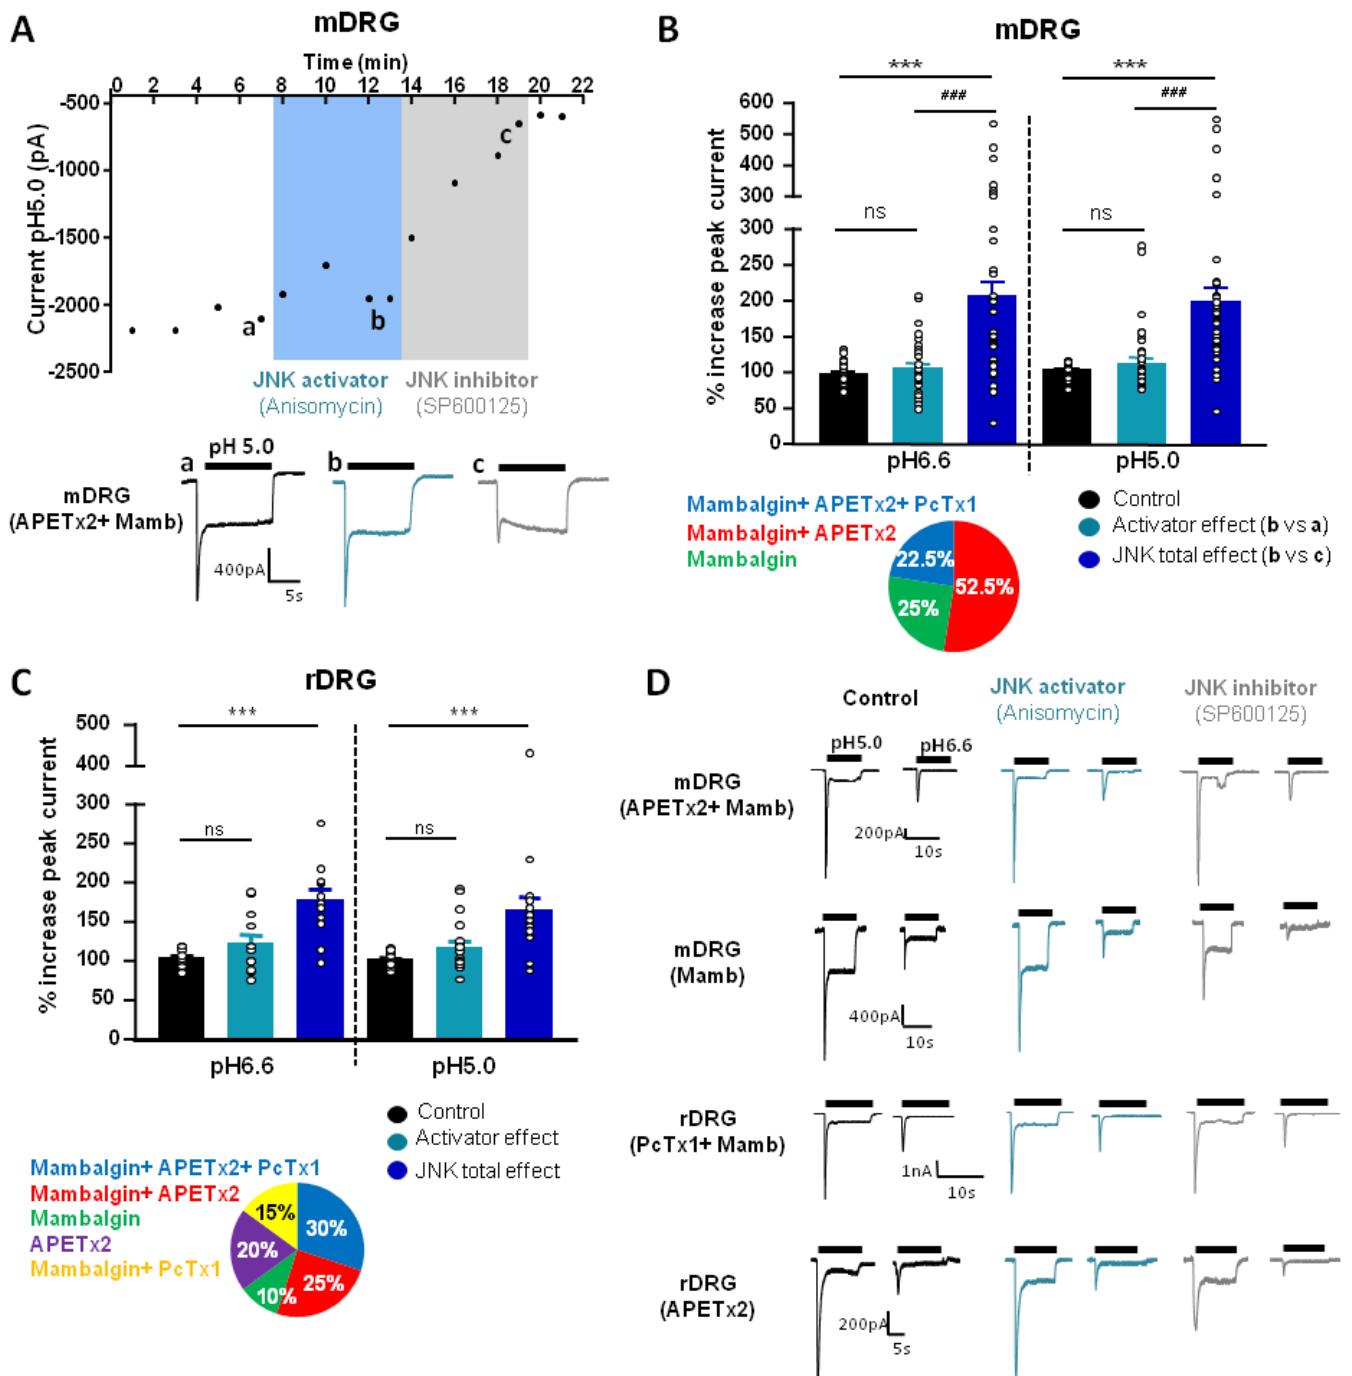 A
mDRG
Time (min)
0 2 4 6 8 10 12 14 16 18 20 22
Current pH5.0 (pA)
-500
-1000
-1500
-2000
-2500
a
b
c
JNK activator
(Anisomycin)
JNK inhibitor
(SP600125)
mDRG
(APETx2+ Mamb)
a
pH 5.0
b
c
400pA
5s
B
mDRG
*** ***
### ###
% increase peak current
600
500
400
300
300
200
100
50
0
ns ns
pH6.6 pH5.0
Mambalgin+ APETx2+ PcTx1
Mambalgin+ APETx2
Mambalgin
22.5%
52.5%
25%
Control
Activator effect (b vs a)
JNK total effect (b vs c)
C
rDRG
*** ***
% increase peak current
500
400
300
250
200
150
100
50
0
ns ns
pH6.6 pH5.0
Control
Activator effect
JNK total effect
Mambalgin+ APETx2+ PcTx1
Mambalgin+ APETx2
Mambalgin
APETx2
Mambalgin+ PcTx1
15%
30%
20%
25%
10%
D
Control
JNK activator
(Anisomycin)
JNK inhibitor
(SP600125)
pH5.0 pH6.6
mDRG
(APETx2+ Mamb)
200pA
10s
mDRG
(Mamb)
400pA
10s
rDRG
(PcTx1+ Mamb)
1nA
10s
rDRG
(APETx2)
200pA
5s